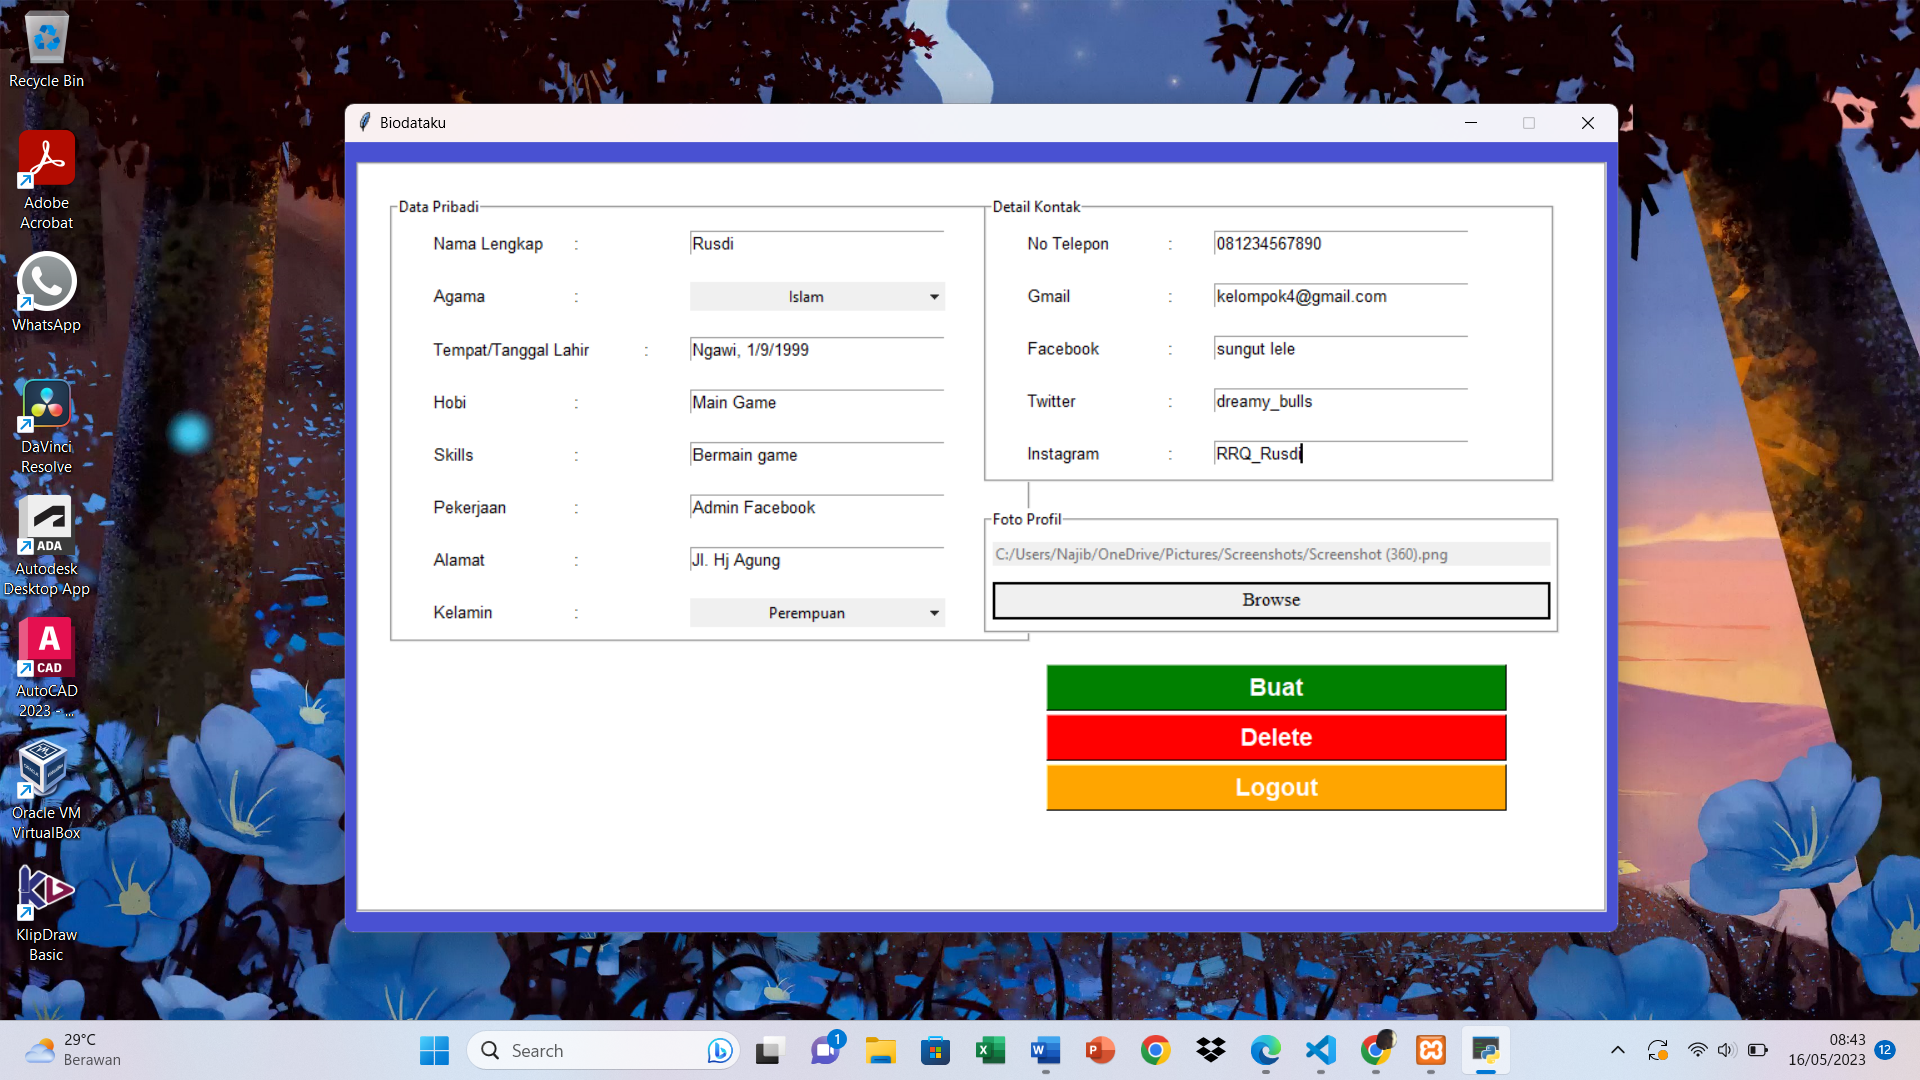 Recycle Bin
Adobe
Acrobat
WhatsApp
DaVinci
Resolve
ADA
Autodesk
Desktop App
A
CAD
AutoCAD
2023 - ...
Oracle VM
VirtualBox
KlipDraw
Basic
Biodataku
Data Pribadi
Nama Lengkap : Rusdi
Agama : Islam
Tempat/Tanggal Lahir : Ngawi, 1/9/1999
Hobi : Main Game
Skills : Bermain game
Pekerjaan : Admin Facebook
Alamat : Jl. Hj Agung
Kelamin : Perempuan
Detail Kontak
No Telepon : 081234567890
Gmail : kelompok4@gmail.com
Facebook : sungut lele
Twitter : dreamy_bulls
Instagram : RRQ_Rusdi
Foto Profil
C:/Users/Najib/OneDrive/Pictures/Screenshots/Screenshot (360).png
Browse
Buat
Delete
Logout
29°C
Berawan
Search
1
08:43
16/05/2023
12